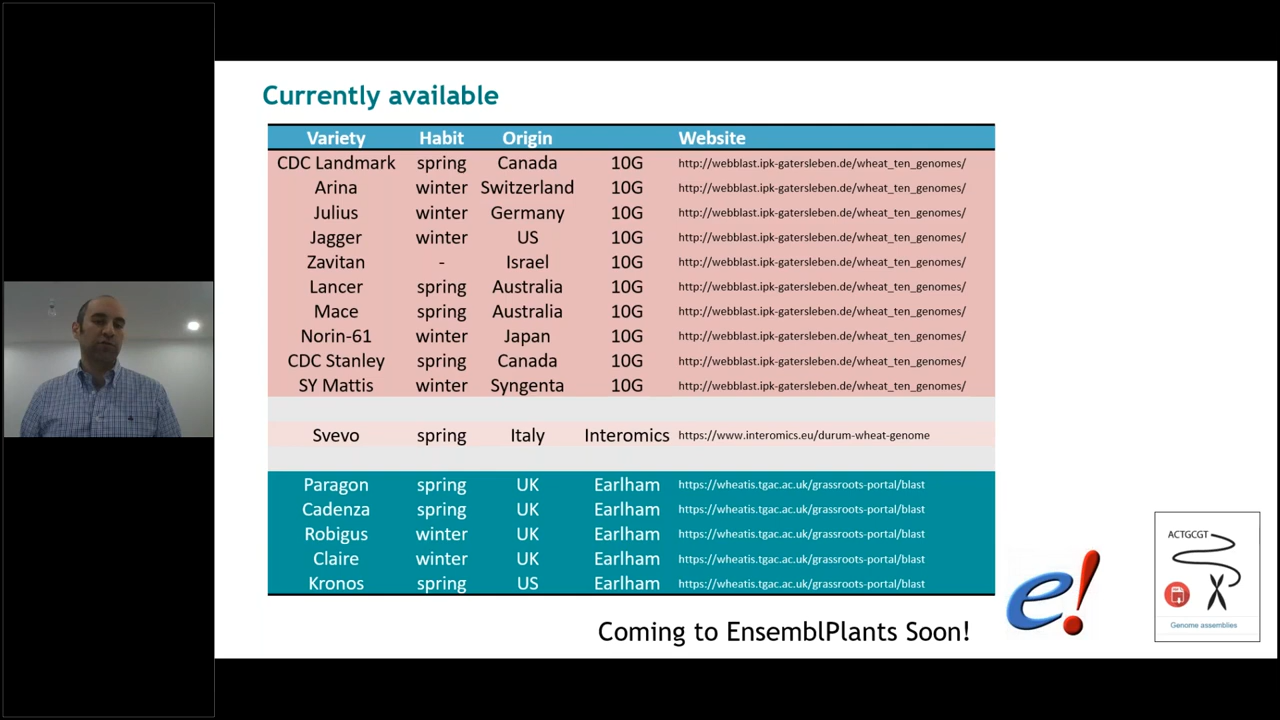 Currently available
Variety Habit Origin Website
CDC Landmark spring Canada 10G http://webblast.ipk-gatersleben.de/wheat_ten_genomes/
Arina winter Switzerland 10G http://webblast.ipk-gatersleben.de/wheat_ten_genomes/
Julius winter Germany 10G http://webblast.ipk-gatersleben.de/wheat_ten_genomes/
Jagger winter US 10G http://webblast.ipk-gatersleben.de/wheat_ten_genomes/
Zavitan - Israel 10G http://webblast.ipk-gatersleben.de/wheat_ten_genomes/
Lancer spring Australia 10G http://webblast.ipk-gatersleben.de/wheat_ten_genomes/
Mace spring Australia 10G http://webblast.ipk-gatersleben.de/wheat_ten_genomes/
Norin-61 winter Japan 10G http://webblast.ipk-gatersleben.de/wheat_ten_genomes/
CDC Stanley spring Canada 10G http://webblast.ipk-gatersleben.de/wheat_ten_genomes/
SY Mattis winter Syngenta 10G http://webblast.ipk-gatersleben.de/wheat_ten_genomes/
Svevo spring Italy Interomics https://www.interomics.eu/durum-wheat-genome
Paragon spring UK Earlham https://wheatis.tgac.ac.uk/grassroots-portal/blast
Cadenza spring UK Earlham https://wheatis.tgac.ac.uk/grassroots-portal/blast
Robigus winter UK Earlham https://wheatis.tgac.ac.uk/grassroots-portal/blast
Claire winter UK Earlham https://wheatis.tgac.ac.uk/grassroots-portal/blast
Kronos spring US Earlham https://wheatis.tgac.ac.uk/grassroots-portal/blast
Coming to EnsemblPlants Soon!
e!
ACTGCGT
Genome assemblies